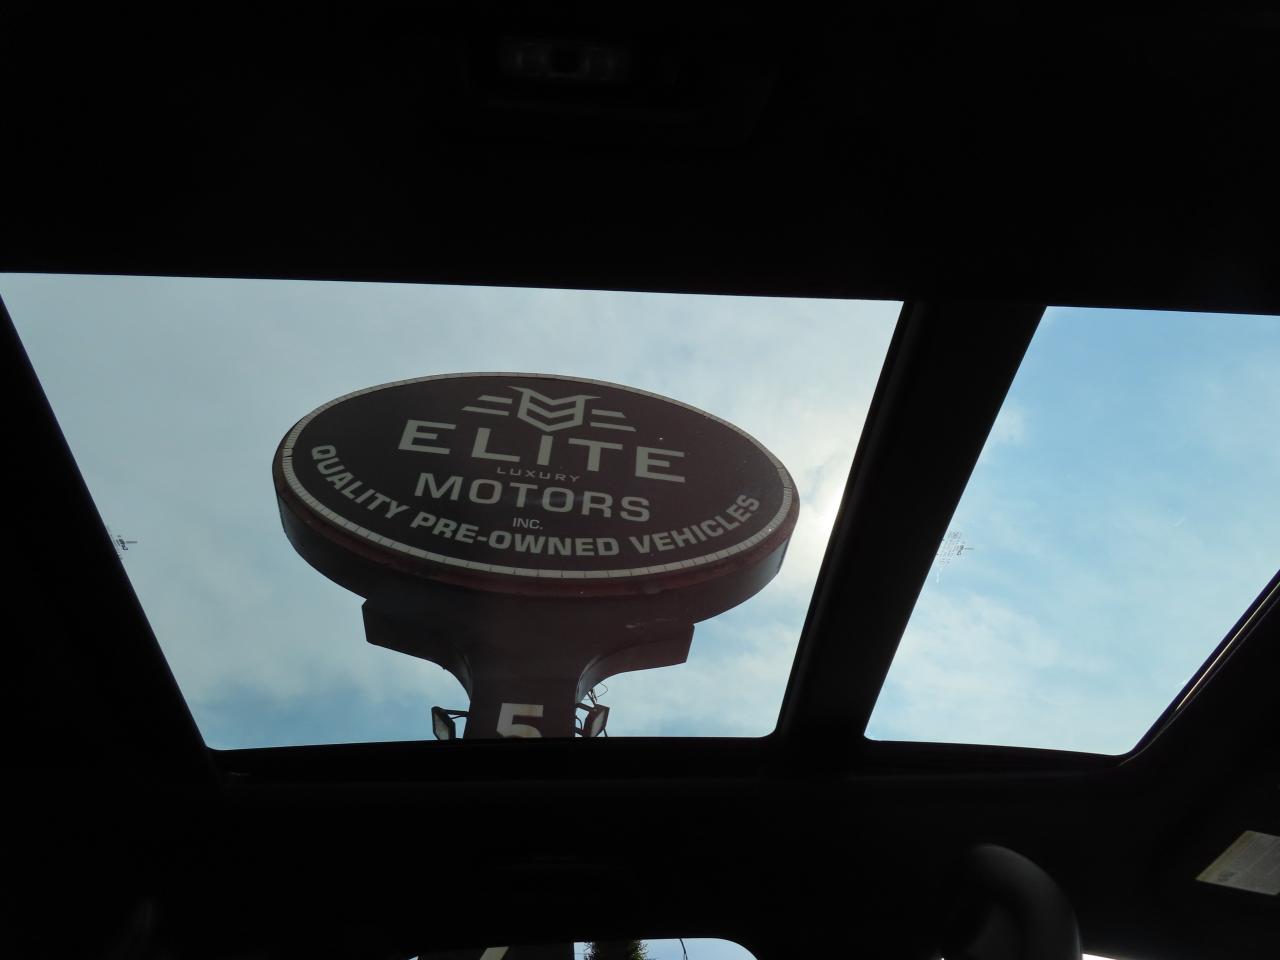 ELITE
LUXURY
MOTORS
INC.
QUALITY PRE-OWNED VEHICLES
5